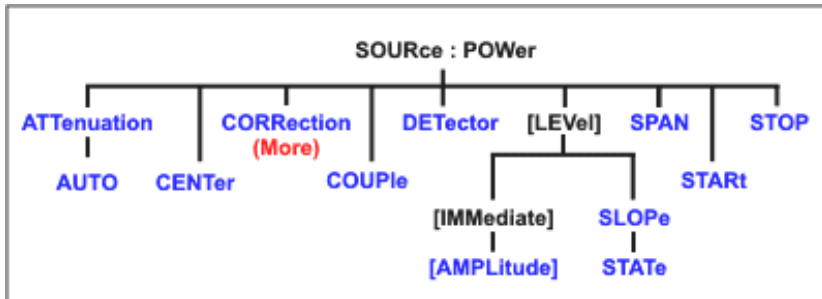 SOURce : POWer
ATTenuation CORRection DETector [LEVel] SPAN STOP
(More)
AUTO CENTer COUPle STARt
[IMMediate] SLOPe
[AMPLitude] STATe